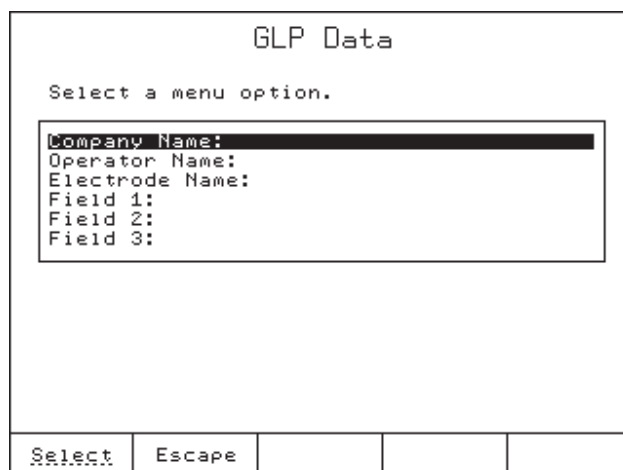 GLP Data
Select a menu option.
Company Name:
Operator Name:
Electrode Name:
Field 1:
Field 2:
Field 3:
Select Escape